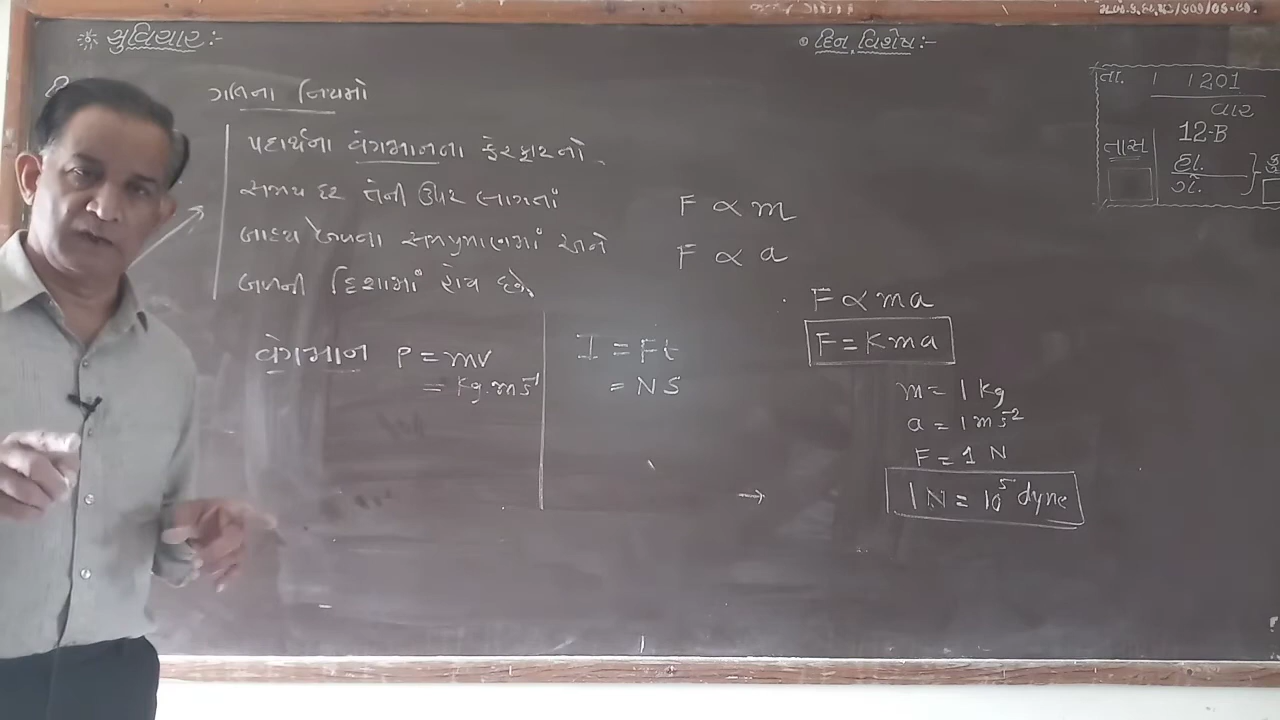 સુવિચાર:-
દિન વિશેષ:-
તા. / / 201
વાર
12-B
તાસ
ગતિના નિયમો
પદાર્થના વેગમાનના ફેરફારનો
સમય દર તેની ઉપર લાગતાં
બાહ્ય બળના સમપ્રમાણમાં અને
બળની દિશામાં હોય છે.
F ∝ m
F ∝ a
F ∝ ma
F = Kma
વેગમાન P = mv
= kg.ms⁻¹
I = Ft
= NS
m = 1 kg
a = 1 ms⁻²
F = 1 N
→ 1 N = 10⁵ dyne